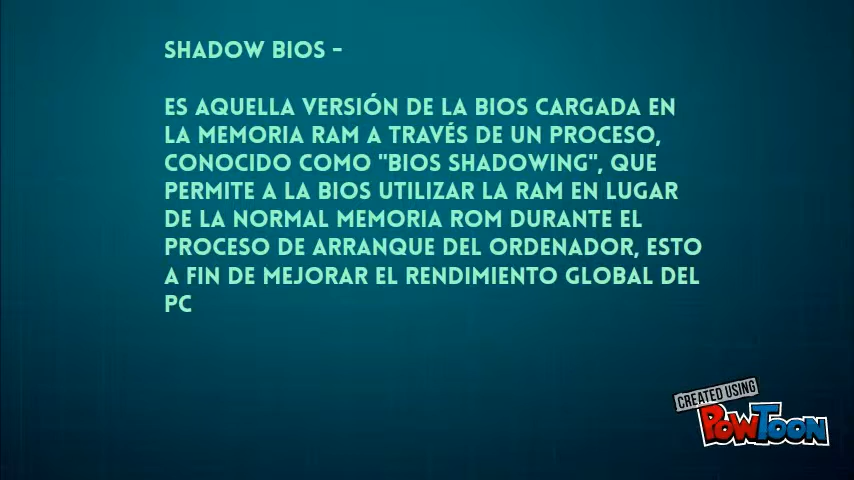 SHADOW BIOS -
ES AQUELLA VERSIÓN DE LA BIOS CARGADA EN
LA MEMORIA RAM A TRAVÉS DE UN PROCESO,
CONOCIDO COMO "BIOS SHADOWING", QUE
PERMITE A LA BIOS UTILIZAR LA RAM EN LUGAR
DE LA NORMAL MEMORIA ROM DURANTE EL
PROCESO DE ARRANQUE DEL ORDENADOR, ESTO
A FIN DE MEJORAR EL RENDIMIENTO GLOBAL DEL
PC
CREATED USING
POWTOON